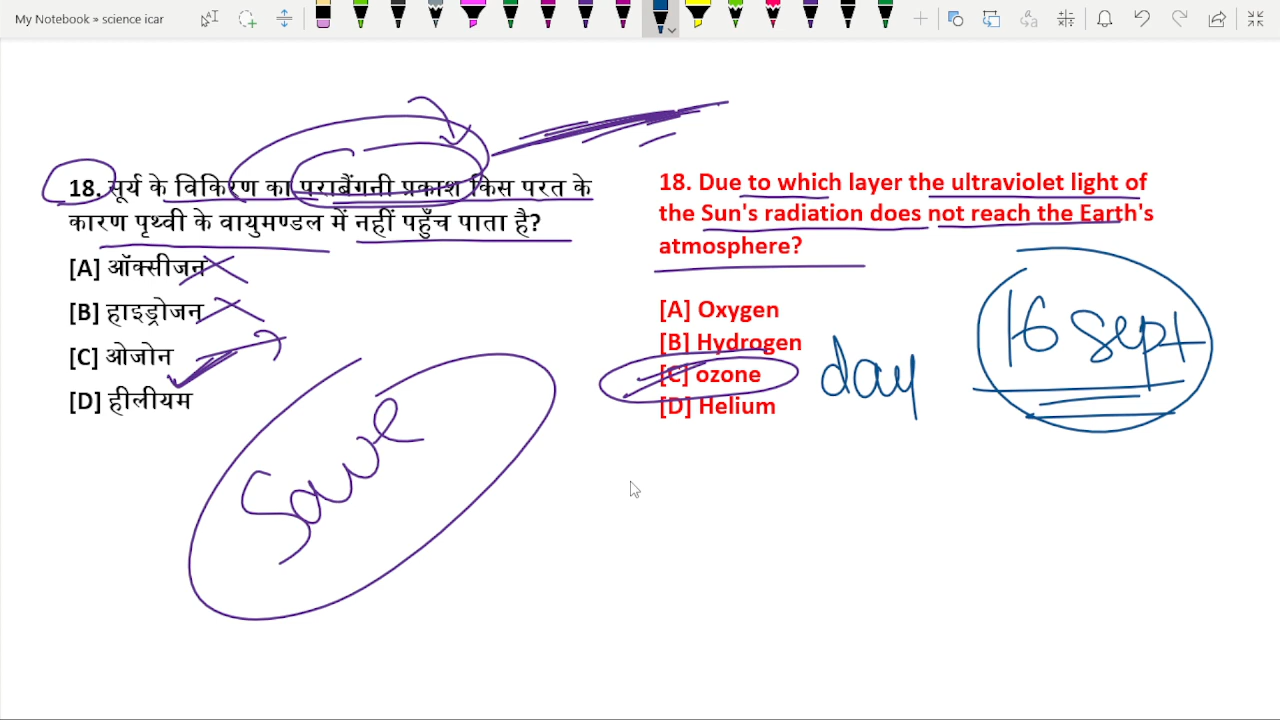 My Notebook » science icar
18. सूर्य के विकिरण का पराबैंगनी प्रकाश किस परत के
कारण पृथ्वी के वायुमण्डल में नहीं पहुँच पाता है?
[A] ऑक्सीजन
[B] हाइड्रोजन
[C] ओजोन
[D] हीलीयम
Save
18. Due to which layer the ultraviolet light of
the Sun's radiation does not reach the Earth's
atmosphere?
[A] Oxygen
[B] Hydrogen
[C] ozone
[D] Helium
day
16 Sept